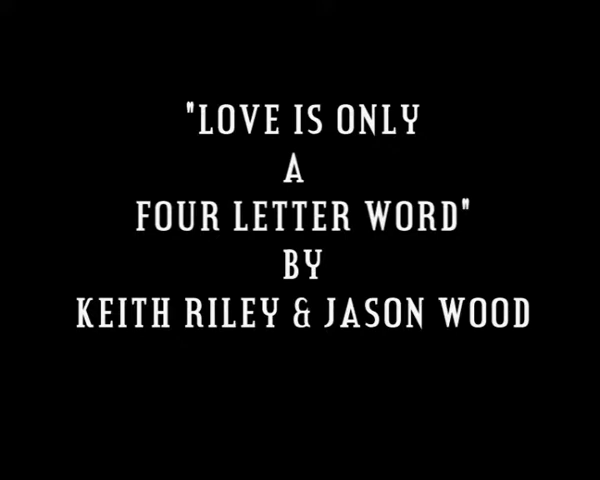 "LOVE IS ONLY
A
FOUR LETTER WORD"
BY
KEITH RILEY & JASON WOOD